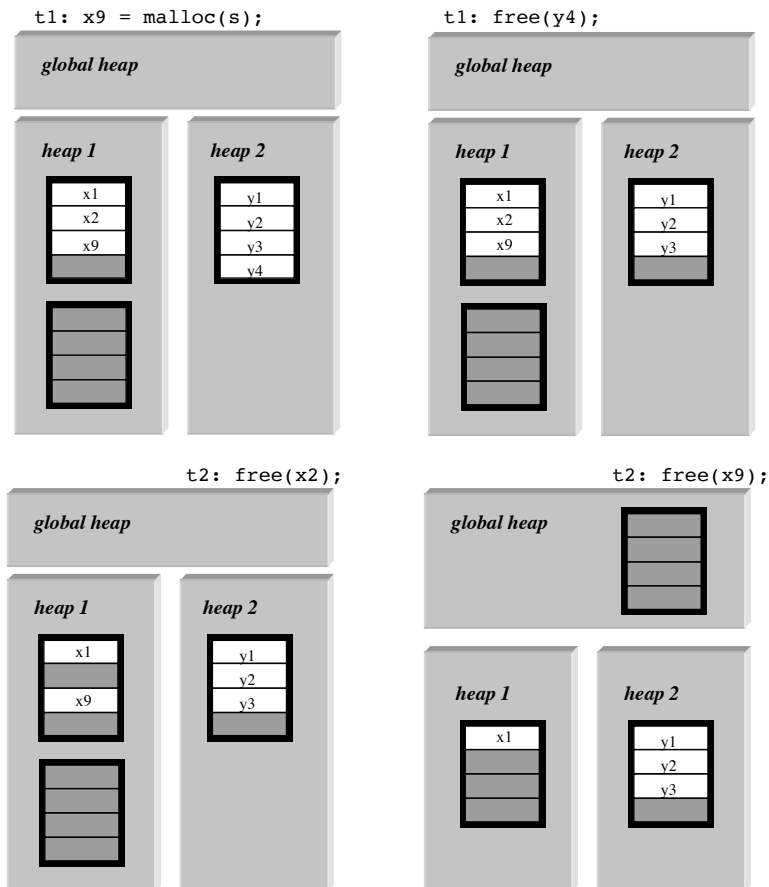 t1: x9 = malloc(s);
global heap
heap 1
heap 2
x1
x2
x9
y1
y2
y3
y4
t1: free(y4);
global heap
heap 1
heap 2
x1
x2
x9
y1
y2
y3
t2: free(x2);
global heap
heap 1
heap 2
x1
x9
y1
y2
y3
t2: free(x9);
global heap
heap 1
heap 2
x1
y1
y2
y3